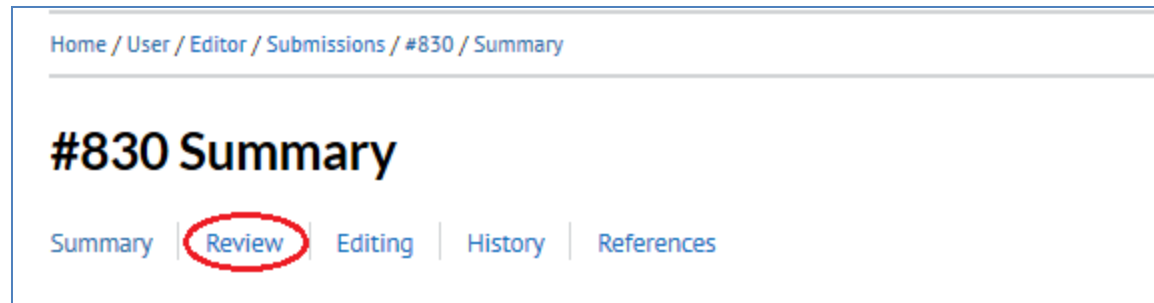 Home / User / Editor / Submissions / #830 / Summary
#830 Summary
Summary Review Editing History References